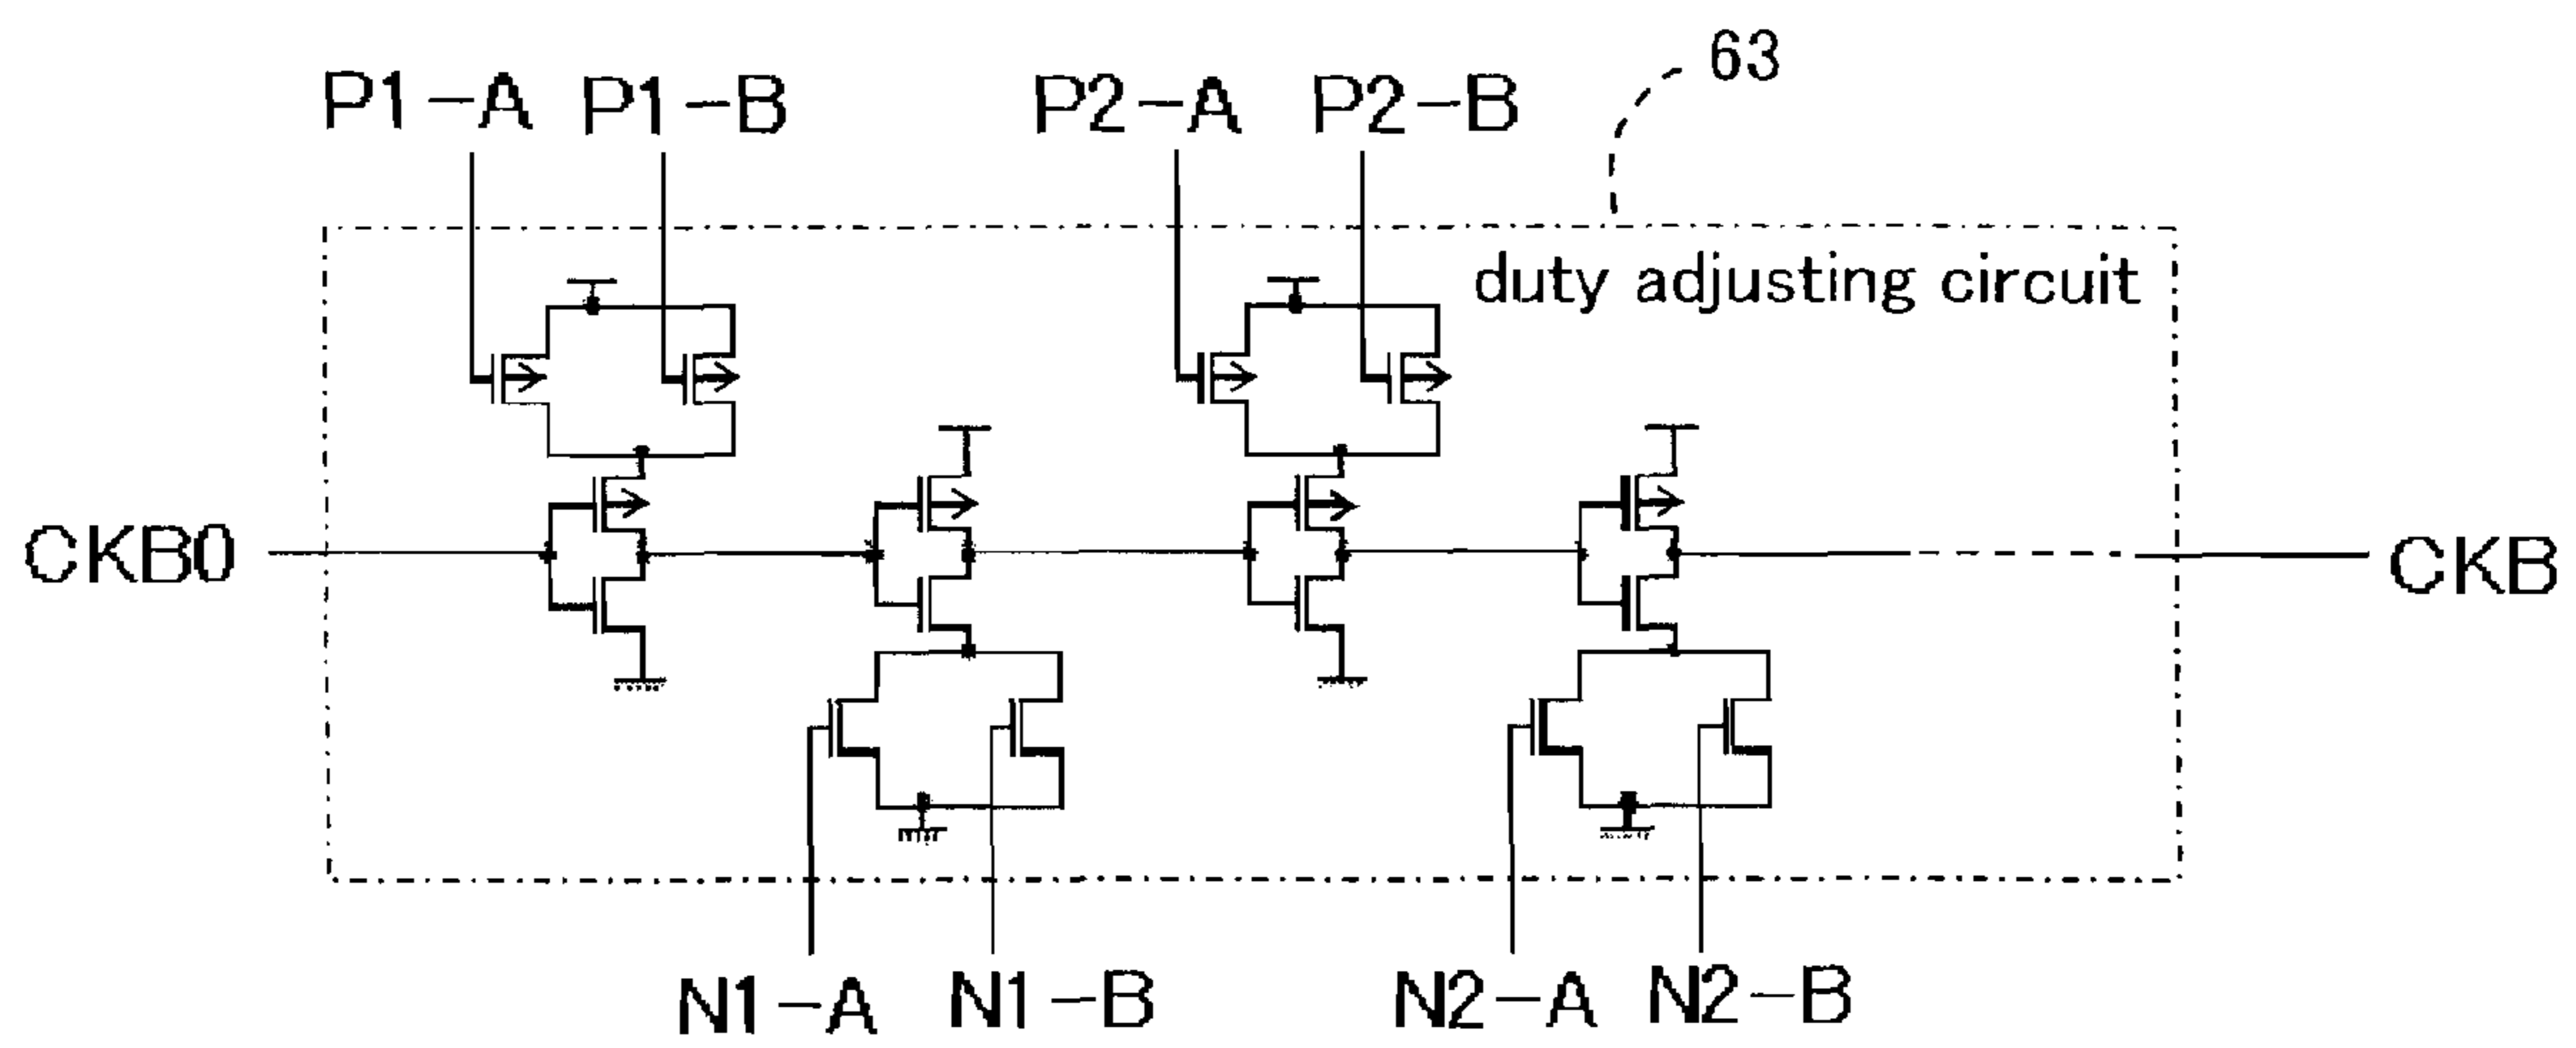 63
P1-A P1-B P2-A P2-B
duty adjusting circuit
CKB0 CKB
N1-A N1-B N2-A N2-B